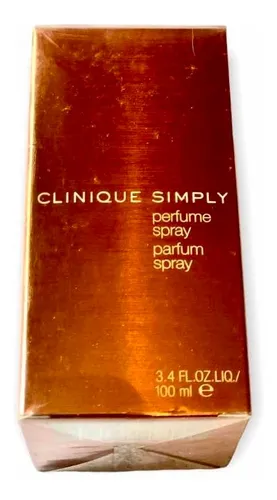 CLINIQUE SIMPLY
perfume
spray
parfum
spray
3.4 FL.OZ.LIQ./
100 ml ℮